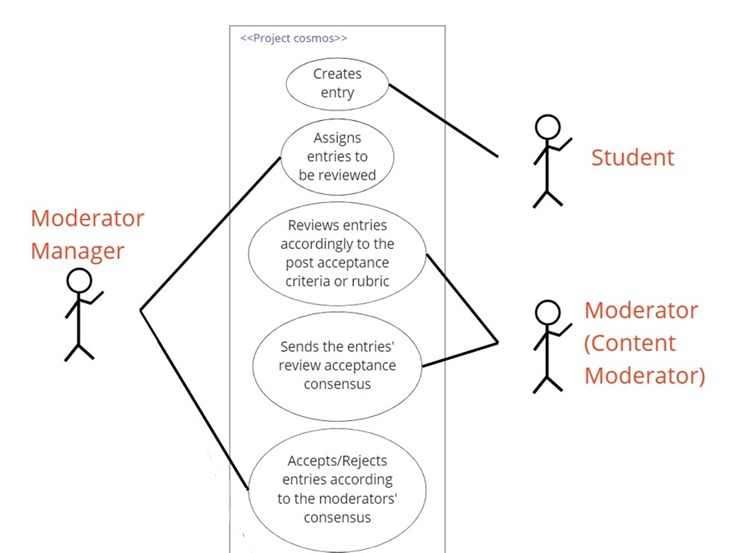 <<Project cosmos>>
Creates
entry
Assigns
entries to
be reviewed
Student
Moderator
Manager
Reviews entries
accordingly to the
post acceptance
criteria or rubric
Moderator
(Content
Moderator)
Sends the entries'
review acceptance
consensus
Accepts/Rejects
entries according
to the moderators'
consensus